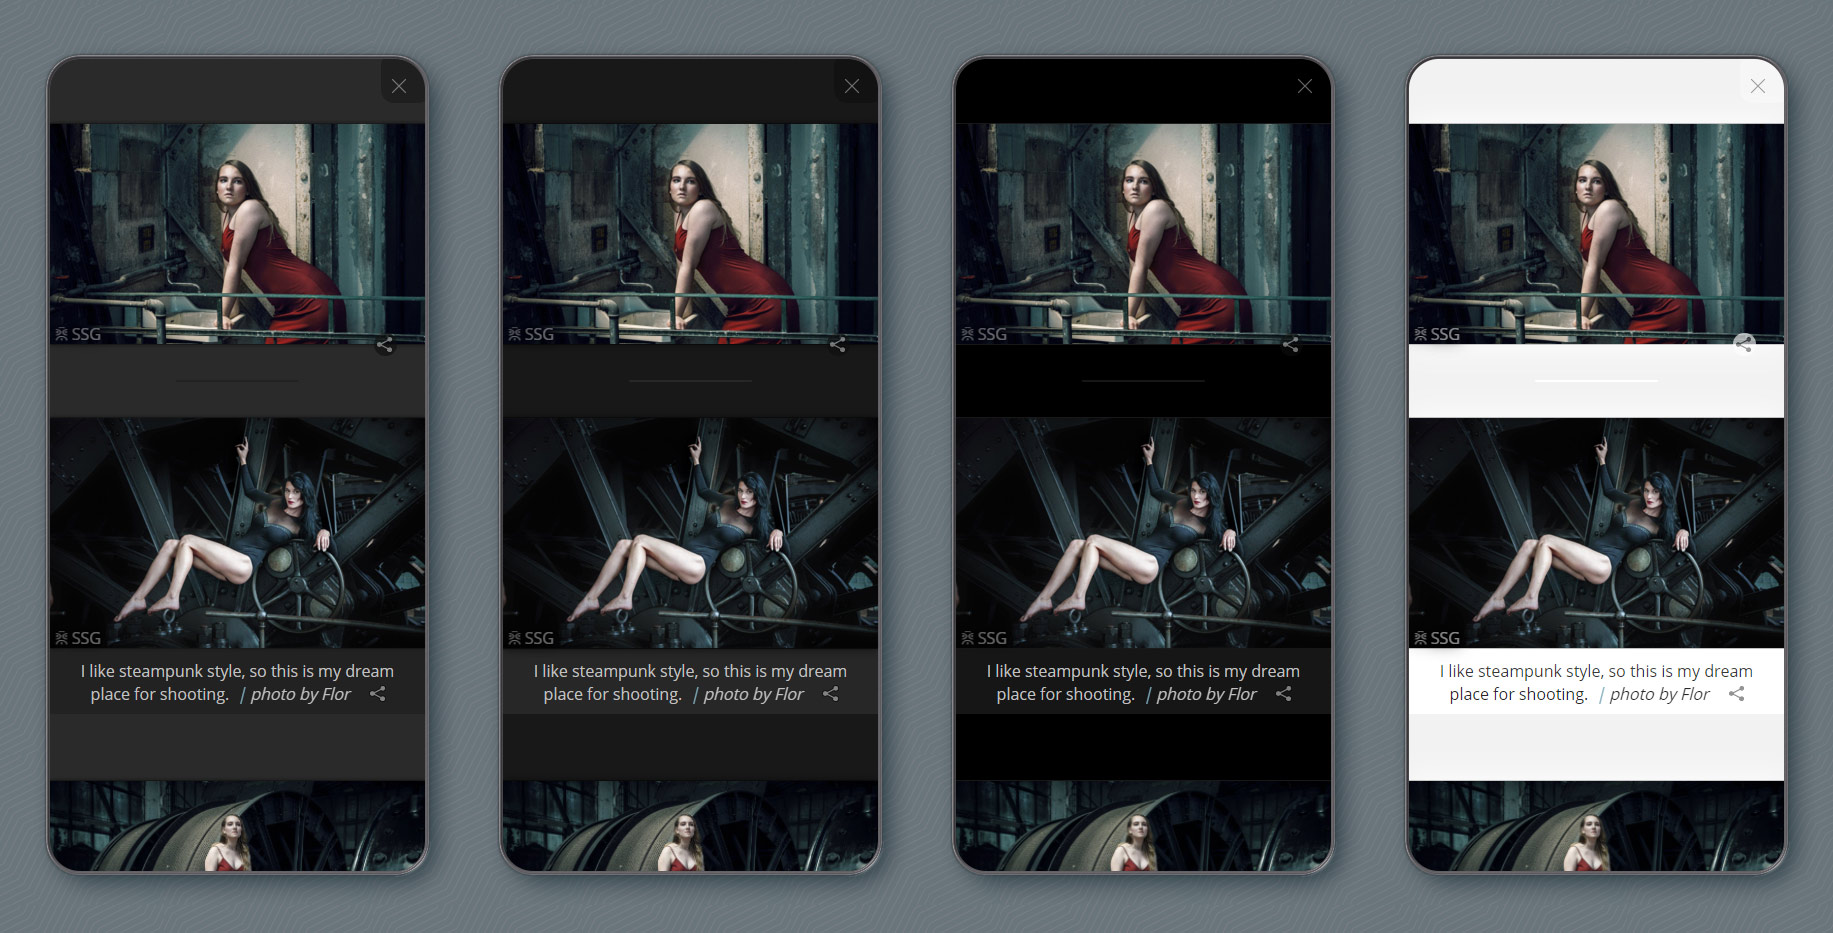 SSG
SSG
I like steampunk style, so this is my dream
place for shooting. | photo by Flor
SSG
SSG
I like steampunk style, so this is my dream
place for shooting. | photo by Flor
SSG
SSG
I like steampunk style, so this is my dream
place for shooting. | photo by Flor
SSG
SSG
I like steampunk style, so this is my dream
place for shooting. | photo by Flor